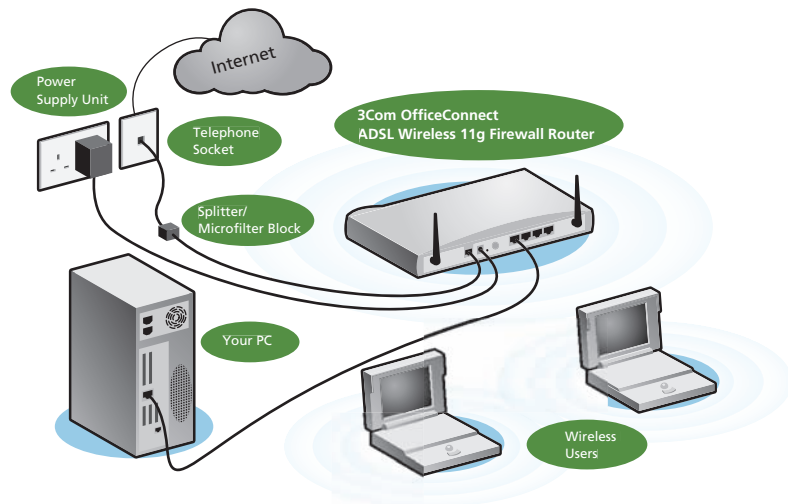 Internet
Power
Supply Unit
Telephone
Socket
3Com OfficeConnect
ADSL Wireless 11g Firewall Router
Splitter/
Microfilter Block
Your PC
Wireless
Users